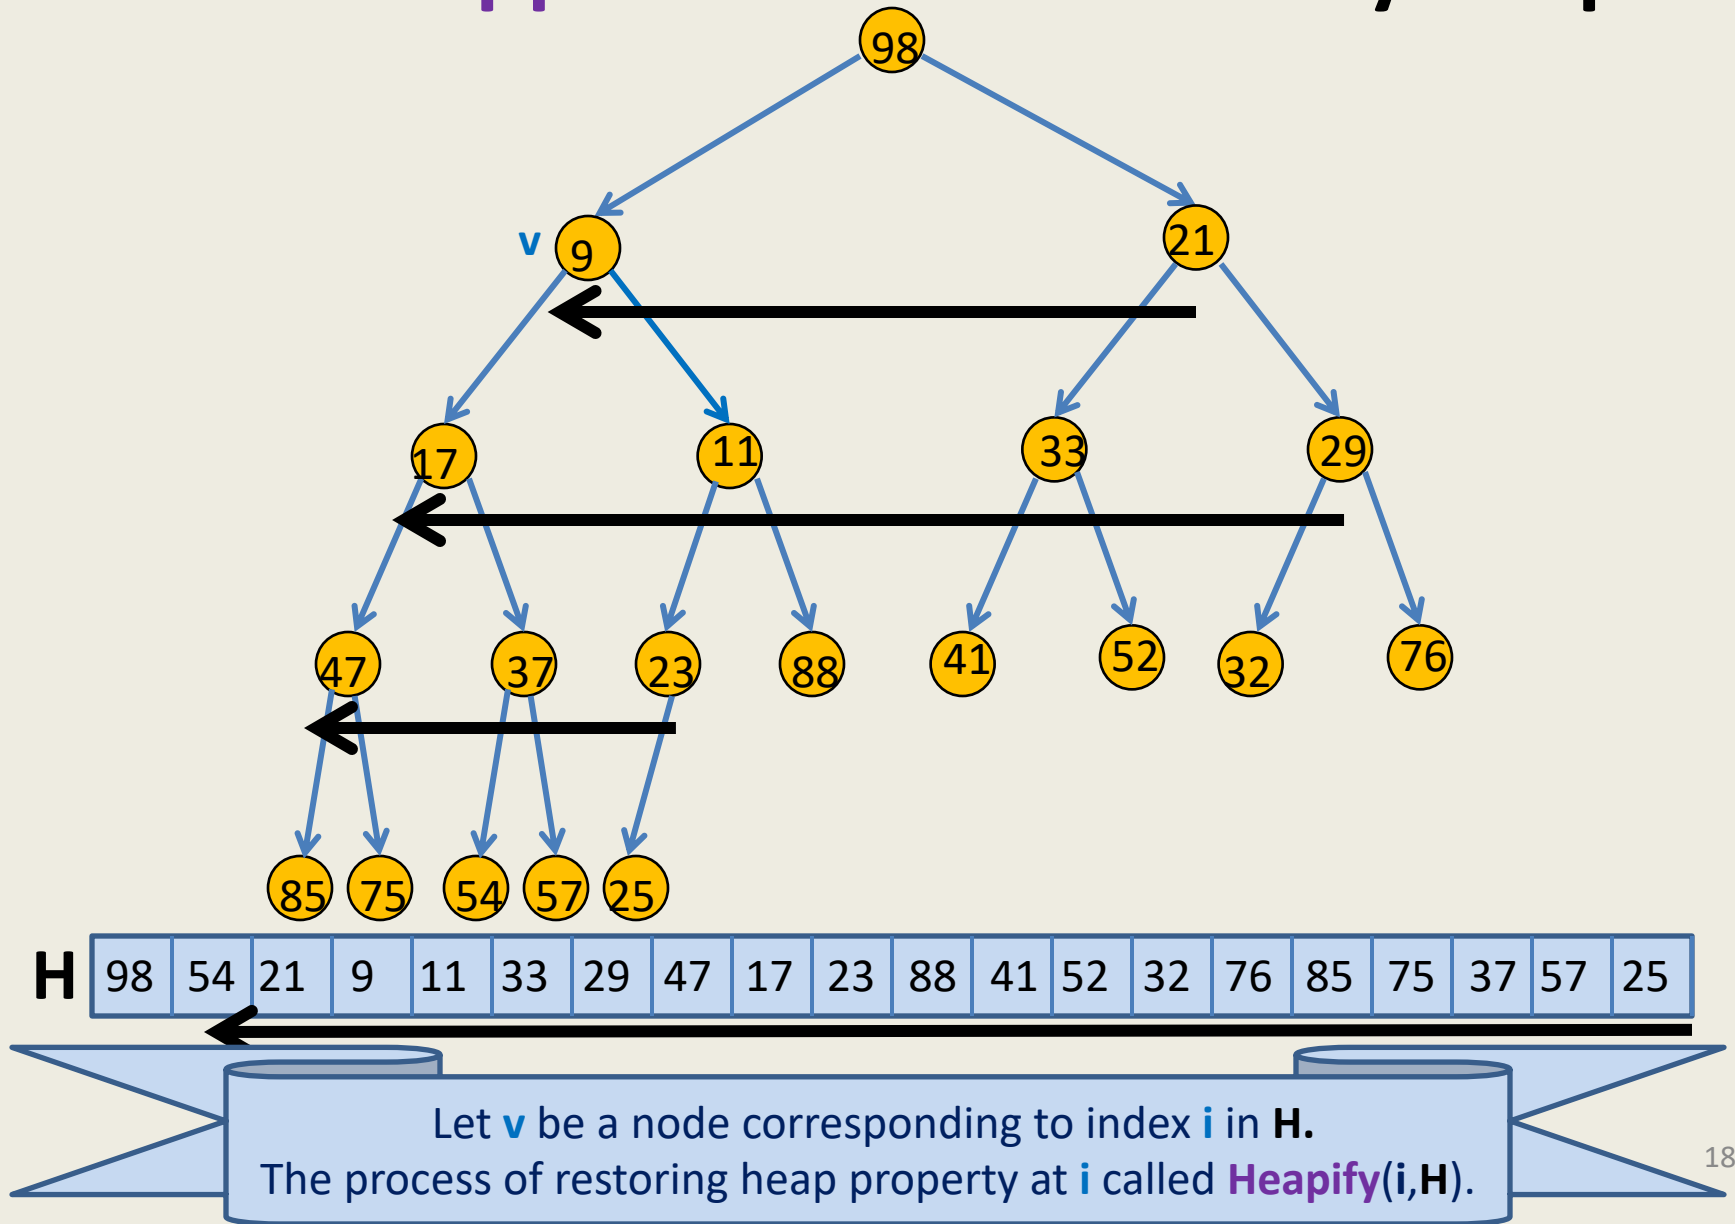 98
v 9 21
17 11 33 29
47 37 23 88 41 52 32 76
85 75 54 57 25
H 98 54 21 9 11 33 29 47 17 23 88 41 52 32 76 85 75 37 57 25
Let v be a node corresponding to index i in H.
The process of restoring heap property at i called Heapify(i,H).
18